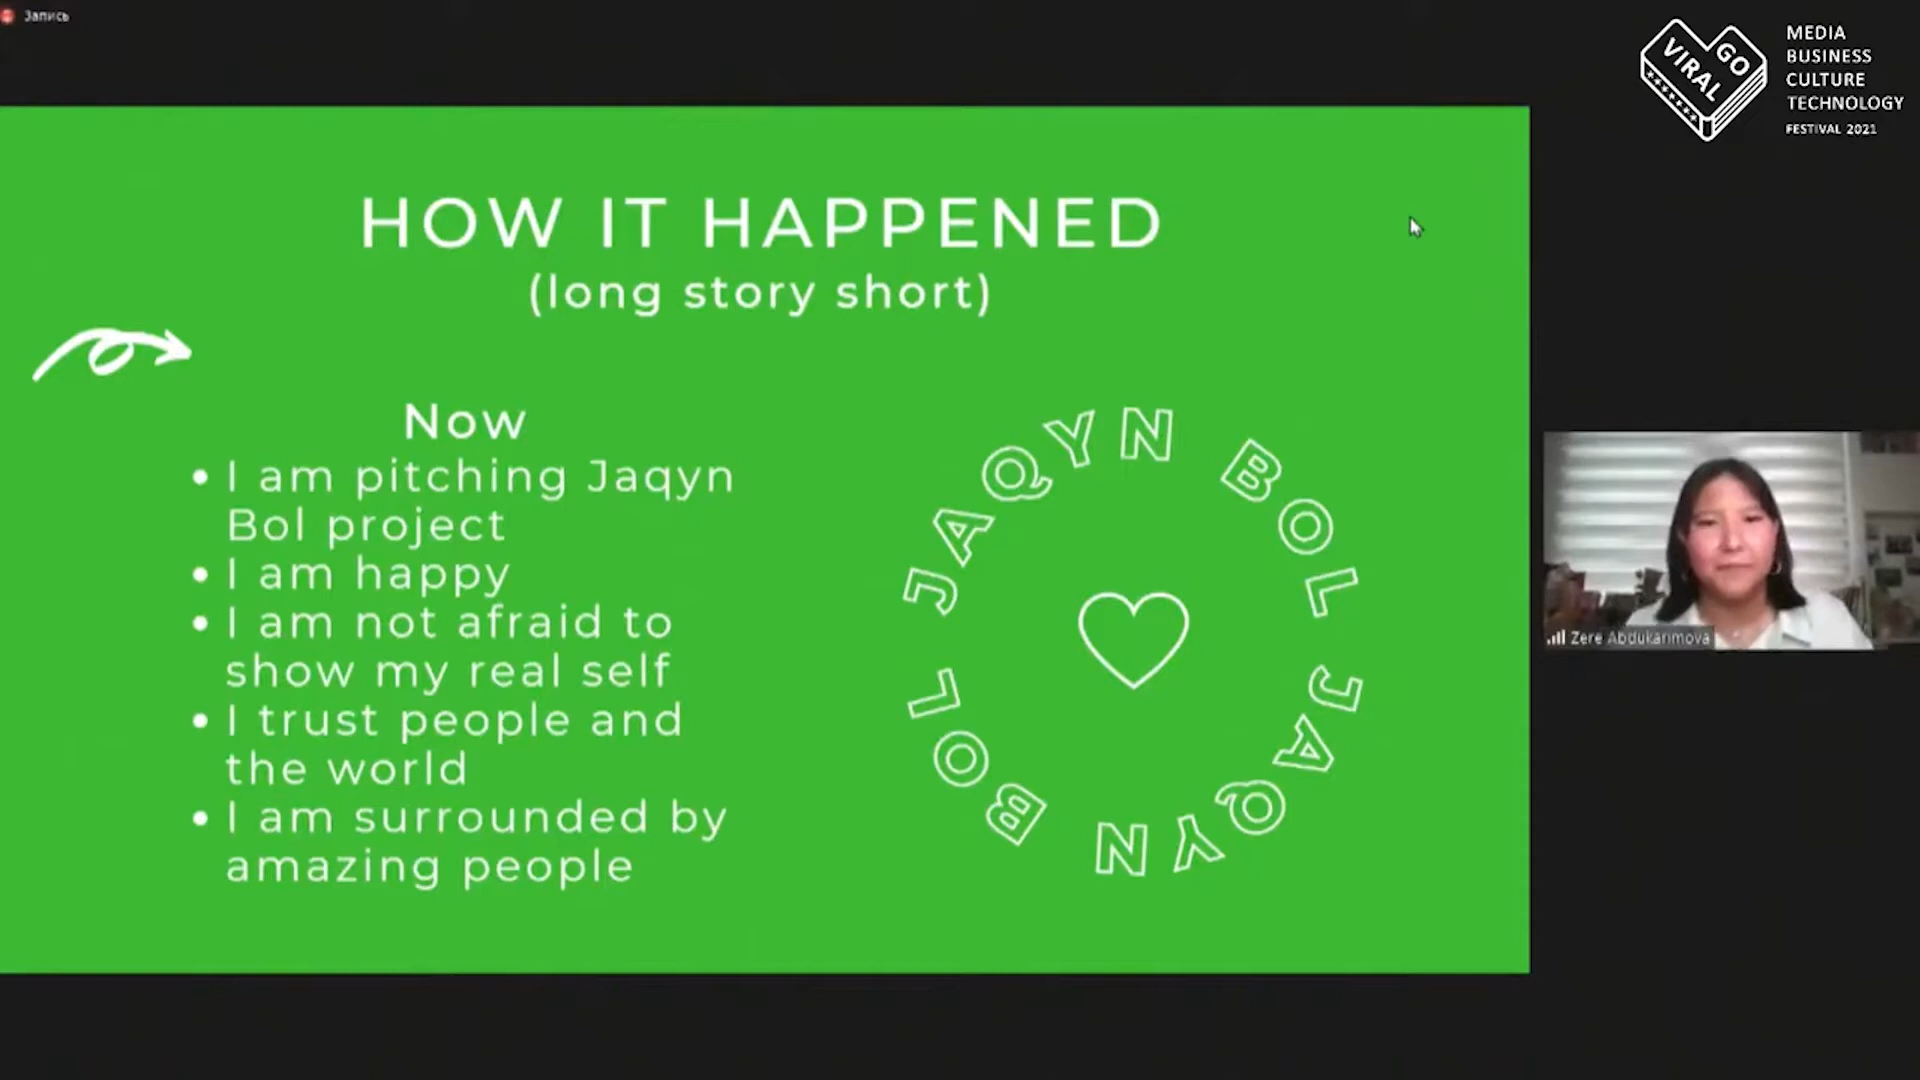 Запись
VIRAL GO
MEDIA
BUSINESS
CULTURE
TECHNOLOGY
FESTIVAL 2021
HOW IT HAPPENED
(long story short)
Now
• I am pitching Jaqyn
Bol project
• I am happy
• I am not afraid to
show my real self
• I trust people and
the world
• I am surrounded by
amazing people
JAQYN BOL JAQYN BOL
Zere Abdukarimova